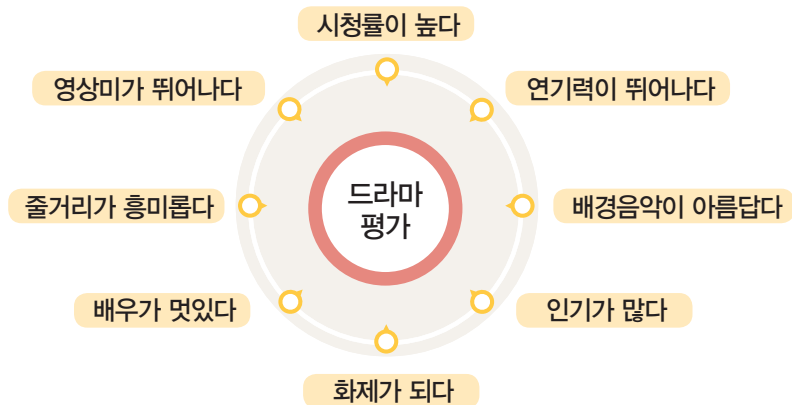 시청률이 높다
영상미가 뛰어나다
연기력이 뛰어나다
줄거리가 흥미롭다
드라마
평가
배경음악이 아름답다
배우가 멋있다
인기가 많다
화제가 되다